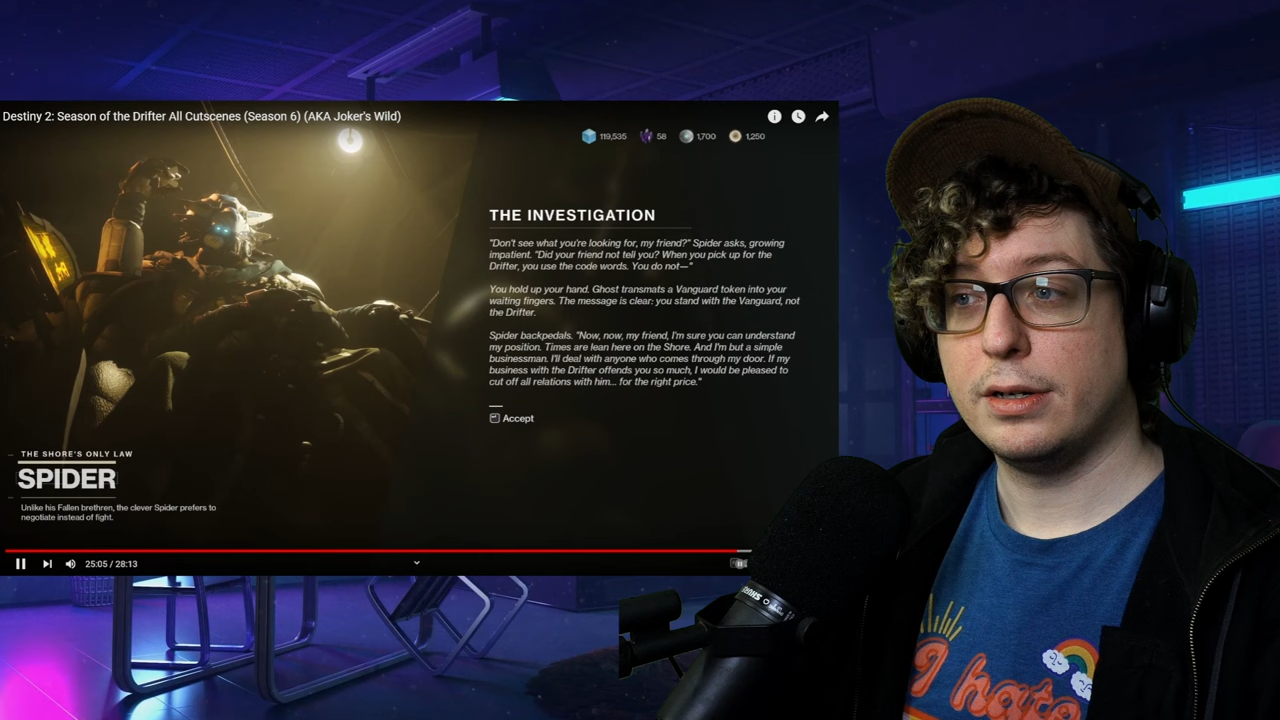 Destiny 2: Season of the Drifter All Cutscenes (Season 6) (AKA Joker's Wild)
119,535 58 1,700 1,250
THE INVESTIGATION
"Don't see what you're looking for, my friend?" Spider asks, growing
impatient. "Did your friend not tell you? When you pick up for the
Drifter, you use the code words. You do not—"
You hold up your hand. Ghost transmats a Vanguard token into your
waiting fingers. The message is clear: you stand with the Vanguard, not
the Drifter.
Spider backpedals. "Now, now, my friend, I'm sure you can understand
my position. Times are lean here on the Shore. And I'm but a simple
businessman. I'll deal with anyone who comes through my door. If my
business with the Drifter offends you so much, I would be pleased to
cut off all relations with him... for the right price."
Accept
THE SHORE'S ONLY LAW
SPIDER
Unlike his Fallen brethren, the clever Spider prefers to
negotiate instead of fight.
25:05 / 28:13
SHURE
I hate